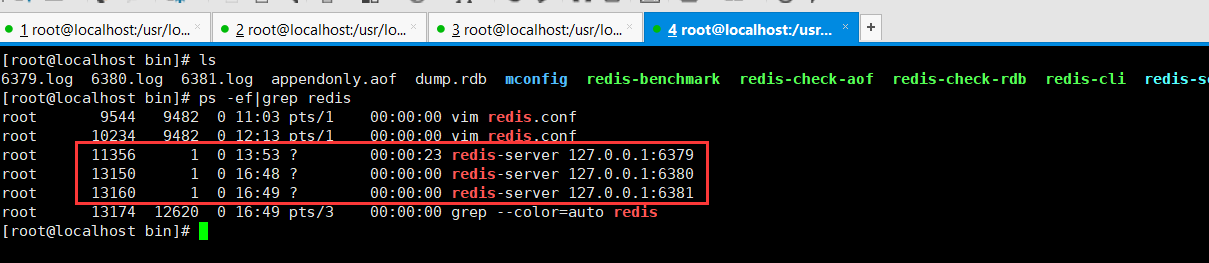 1 root@localhost:/usr/lo... × 2 root@localhost:/usr/lo... × 3 root@localhost:/usr/lo... × 4 root@localhost:/usr... × +
[root@localhost bin]# ls
6379.log  6380.log  6381.log  appendonly.aof  dump.rdb  mconfig  redis-benchmark  redis-check-aof  redis-check-rdb  redis-cli  redis-se
[root@localhost bin]# ps -ef|grep redis
root       9544   9482  0 11:03 pts/1    00:00:00 vim redis.conf
root      10234   9482  0 12:13 pts/1    00:00:00 vim redis.conf
root      11356      1  0 13:53 ?        00:00:23 redis-server 127.0.0.1:6379
root      13150      1  0 16:48 ?        00:00:00 redis-server 127.0.0.1:6380
root      13160      1  0 16:49 ?        00:00:00 redis-server 127.0.0.1:6381
root      13174  12620  0 16:49 pts/3    00:00:00 grep --color=auto redis
[root@localhost bin]#